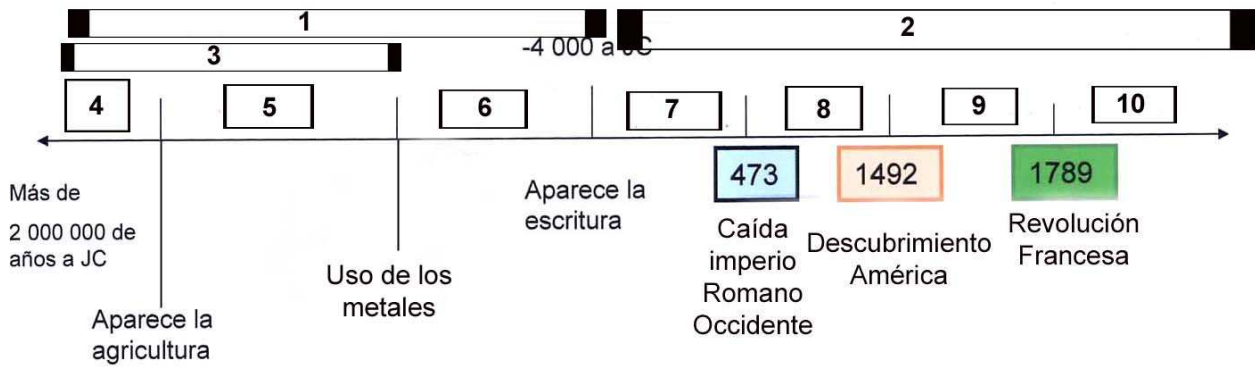 1
2
-4 000 a JC
3
4
5
6
7
8
9
10
Más de
2 000 000 de
años a JC
Aparece la
agricultura
Uso de los
metales
Aparece la
escritura
473
Caída
imperio
Romano
Occidente
1492
Descubrimiento
América
1789
Revolución
Francesa